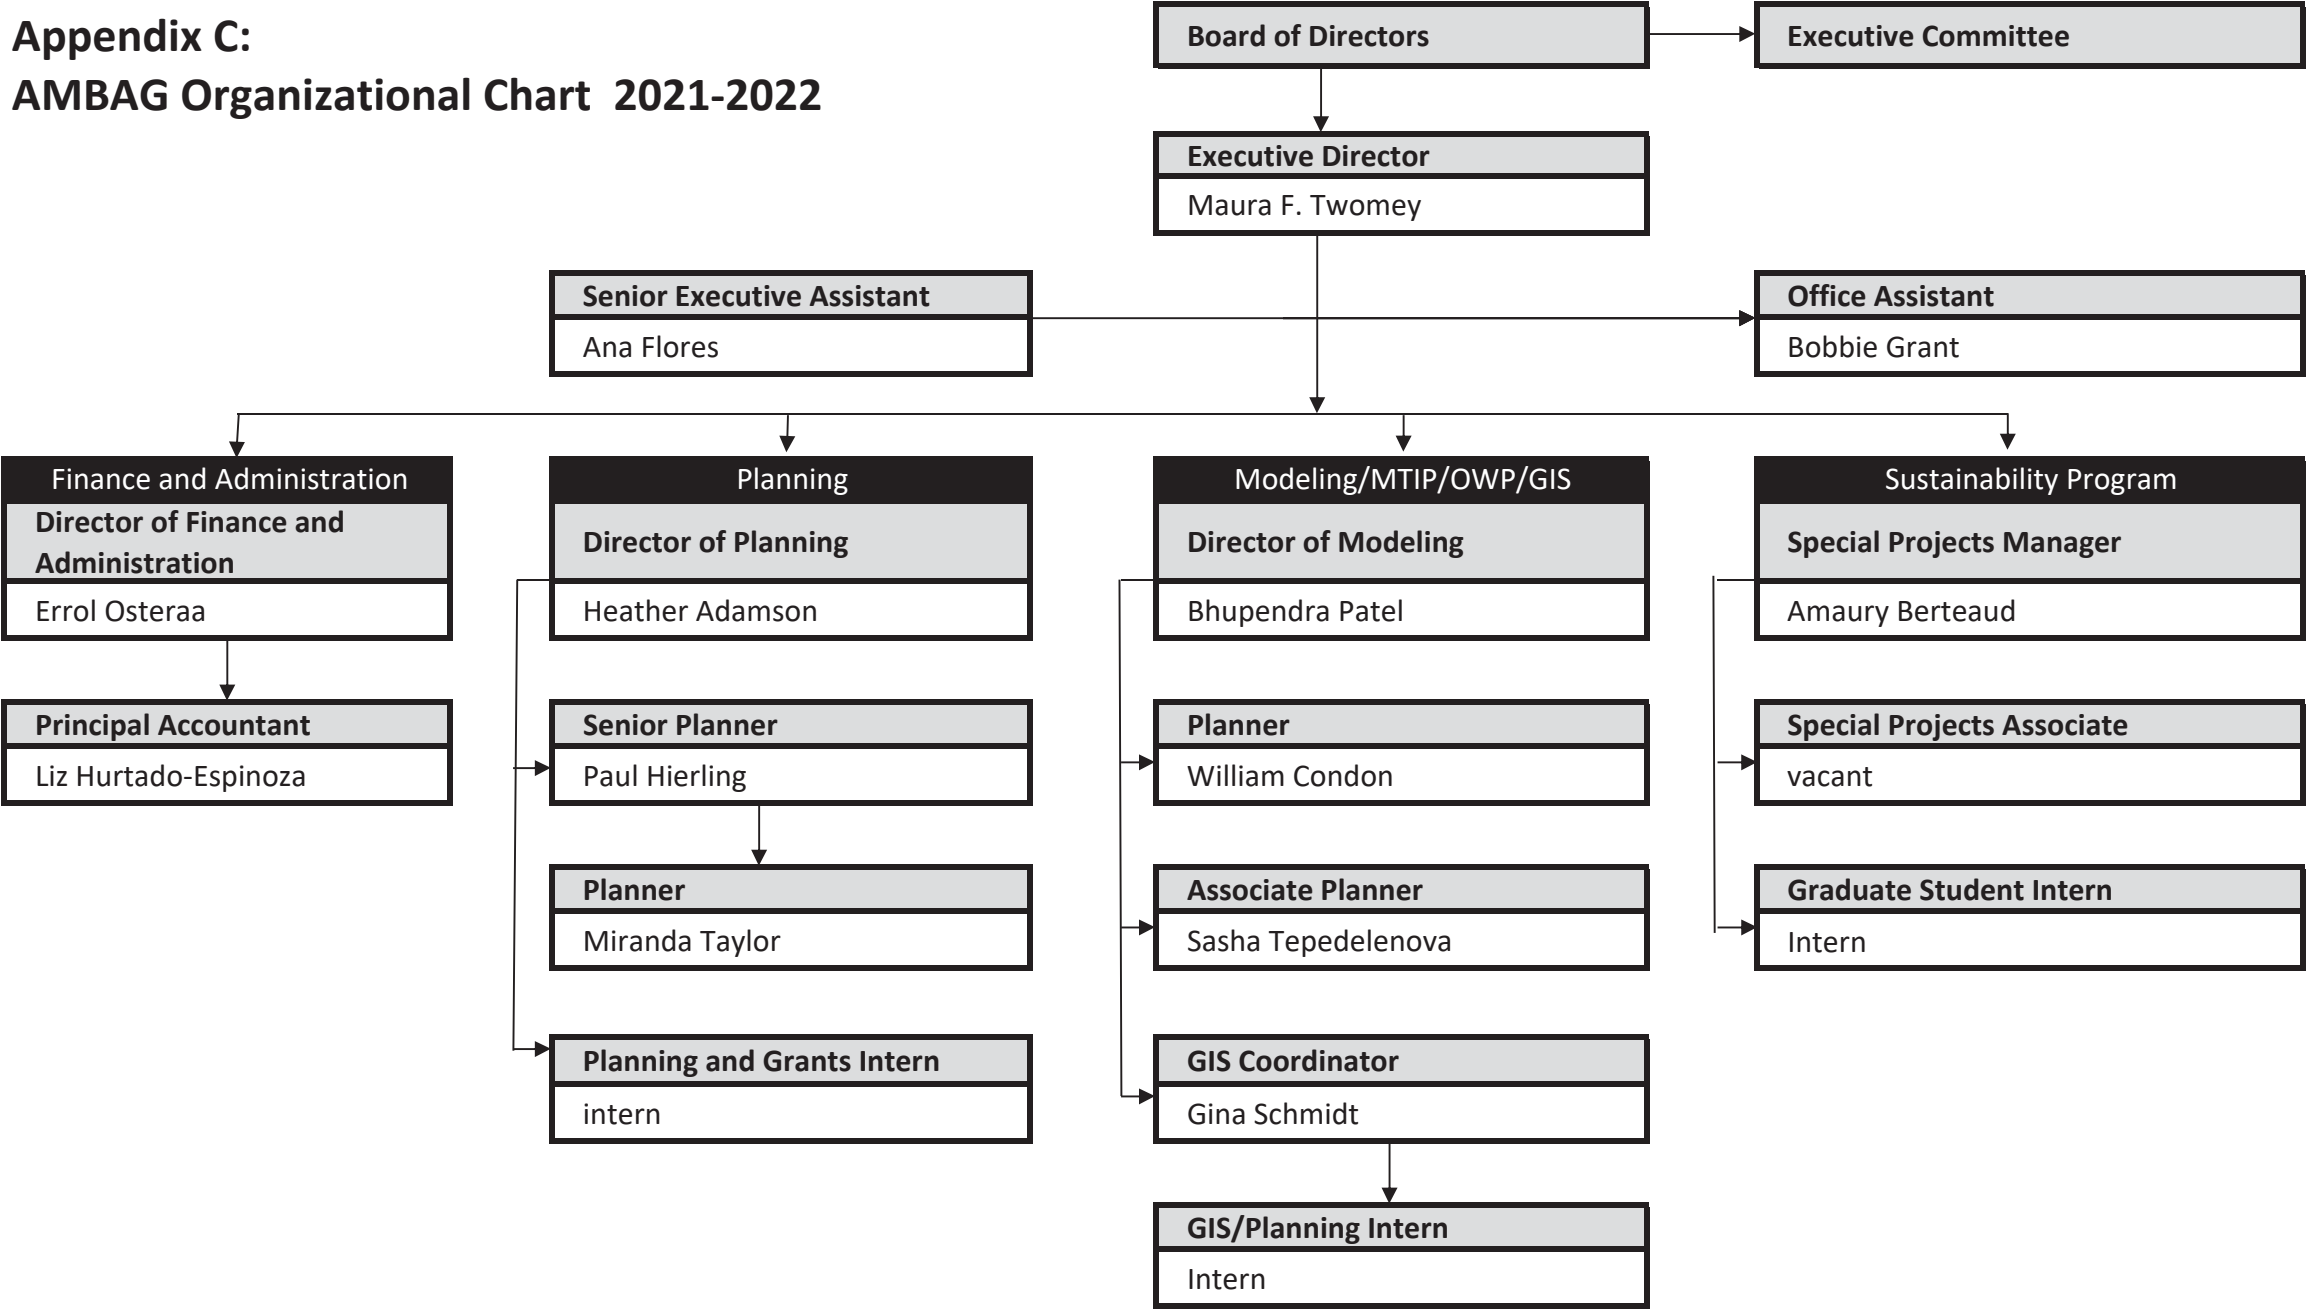 Appendix C:
AMBAG Organizational Chart 2021-2022
Board of Directors
Executive Committee
Executive Director
Maura F. Twomey
Senior Executive Assistant
Ana Flores
Office Assistant
Bobbie Grant
Finance and Administration
Director of Finance and
Administration
Errol Osteraa
Principal Accountant
Liz Hurtado-Espinoza
Planning
Director of Planning
Heather Adamson
Senior Planner
Paul Hierling
Planner
Miranda Taylor
Planning and Grants Intern
intern
Modeling/MTIP/OWP/GIS
Director of Modeling
Bhupendra Patel
Planner
William Condon
Associate Planner
Sasha Tepedelenova
GIS Coordinator
Gina Schmidt
GIS/Planning Intern
Intern
Sustainability Program
Special Projects Manager
Amaury Berteaud
Special Projects Associate
vacant
Graduate Student Intern
Intern